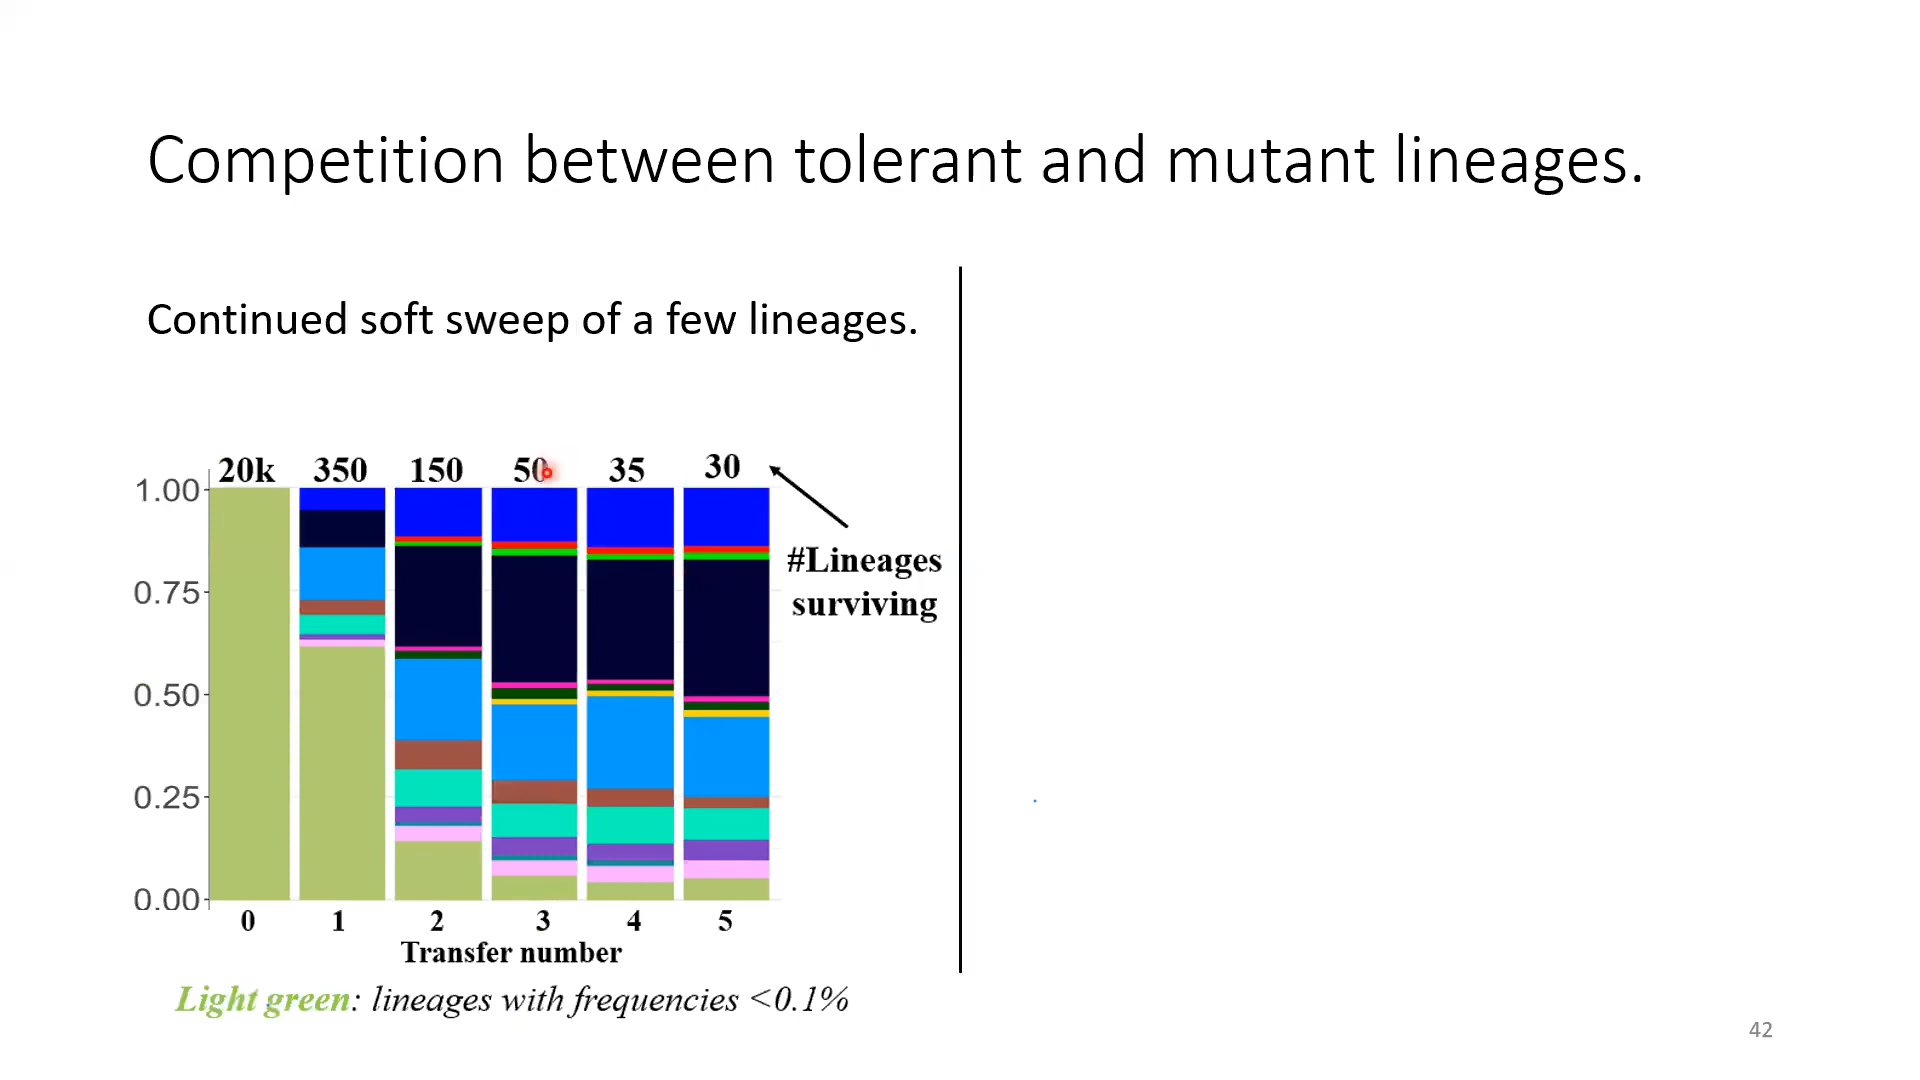 Competition between tolerant and mutant lineages.
Continued soft sweep of a few lineages.
20k 350 150 50 35 30
1.00
0.75
0.50
0.25
0.00
0 1 2 3 4 5
Transfer number
#Lineages
surviving
Light green: lineages with frequencies <0.1%
42